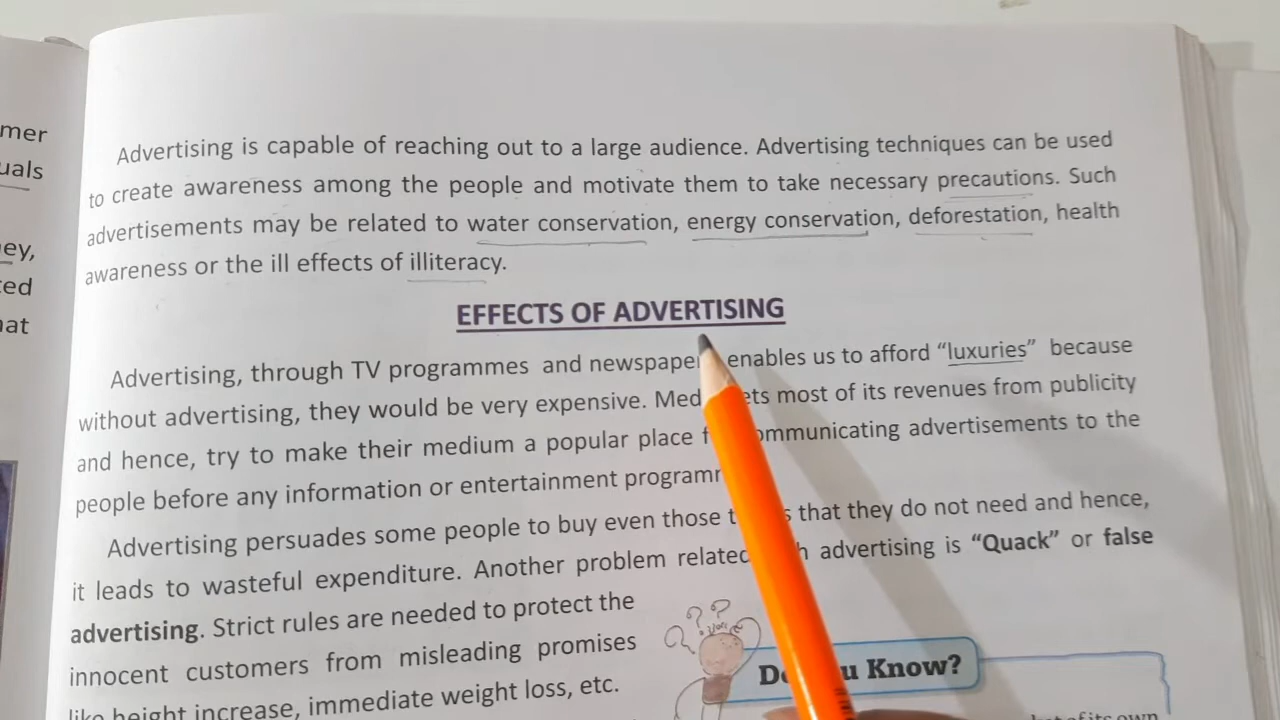 mer
uals
ey,
ced
hat
Advertising is capable of reaching out to a large audience. Advertising techniques can be used
to create awareness among the people and motivate them to take necessary precautions. Such
advertisements may be related to water conservation, energy conservation, deforestation, health
awareness or the ill effects of illiteracy.
EFFECTS OF ADVERTISING
Advertising, through TV programmes and newspaper enables us to afford “luxuries” because
without advertising, they would be very expensive. Med ets most of its revenues from publicity
and hence, try to make their medium a popular place f ommunicating advertisements to the
people before any information or entertainment program
Advertising persuades some people to buy even those t s that they do not need and hence,
it leads to wasteful expenditure. Another problem related h advertising is “Quack” or false
advertising. Strict rules are needed to protect the
innocent customers from misleading promises
like height increase, immediate weight loss, etc.
Do u Know?
of its own